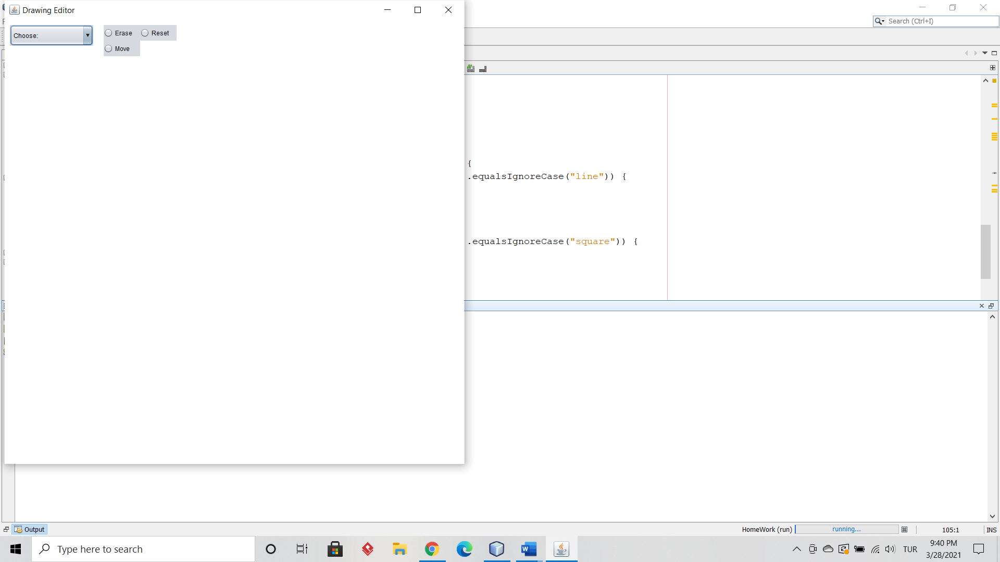 Drawing Editor
Choose:
Erase
Reset
Move
Search (Ctrl+I)
{
.equalsIgnoreCase("line")) {
.equalsIgnoreCase("square")) {
Output
HomeWork (run)
running...
105:1
INS
Type here to search
TUR
9:40 PM
3/28/2021